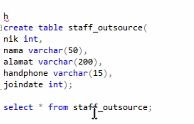 h
create table staff_outsource(
nik int,
nama varchar(50),
alamat varchar(200),
handphone varchar(15),
joindate int);
select * from staff_outsource;